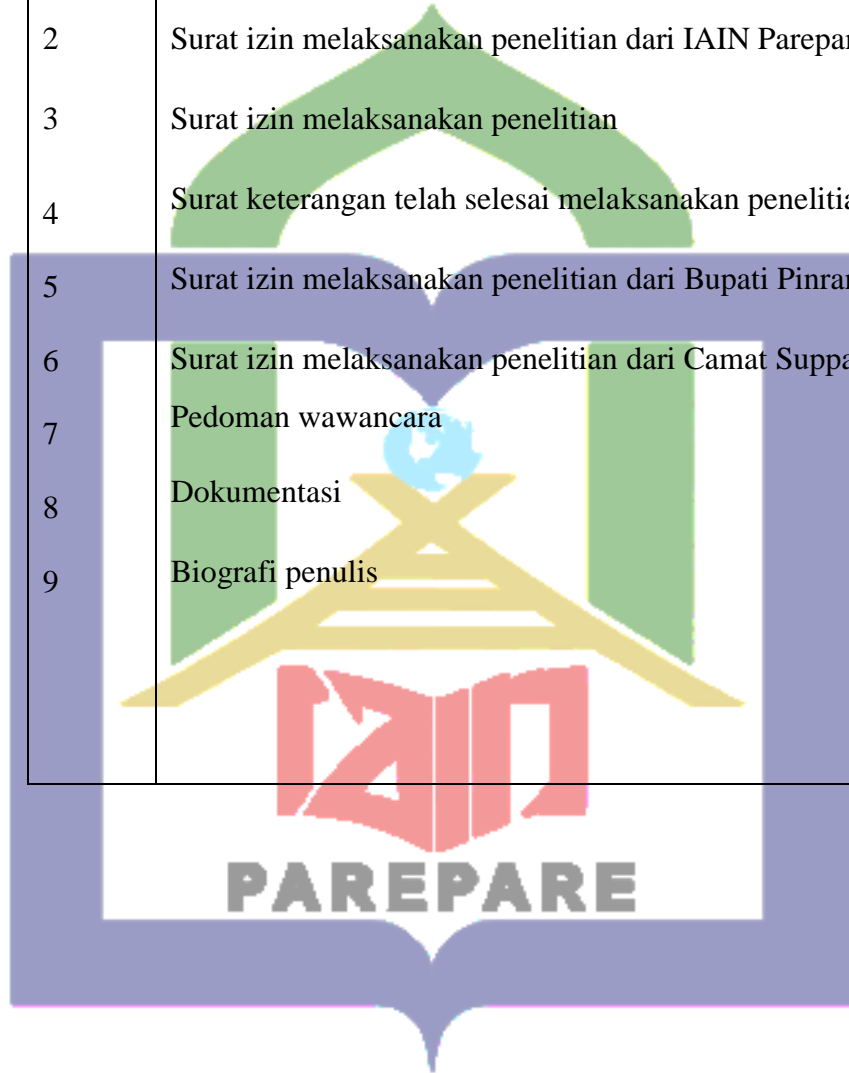 2 Surat izin melaksanakan penelitian dari IAIN
3 Surat izin melaksanakan penelitian
4 Surat keterangan telah selesai melaksanakan
5 Surat izin melaksanakan penelitian dari Bupati
6 Surat izin melaksanakan penelitian dari Camat
7 Pedoman wawancara
8 Dokumentasi
9 Biografi penulis
iain
PAREPARE